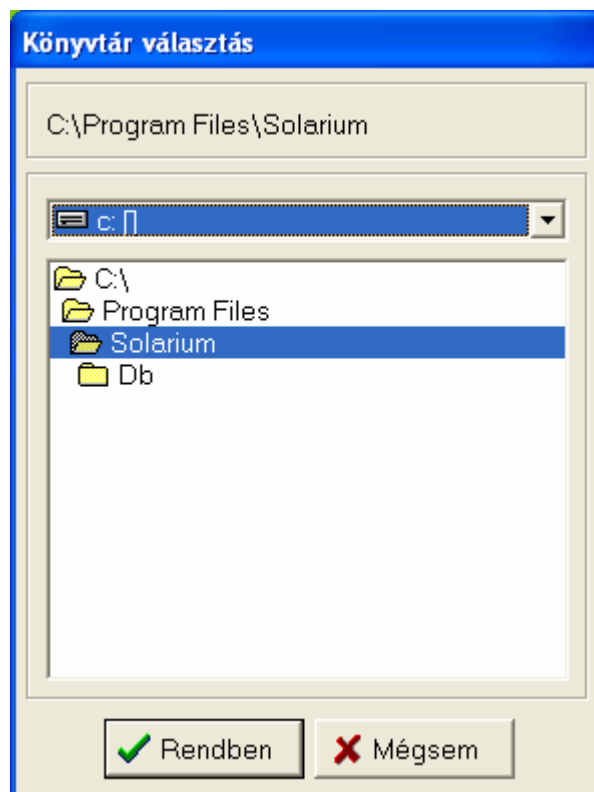 Könyvtár választás
C:\Program Files\Solarium
c: []
C:\
Program Files
Solarium
Db
Rendben
Mégsem